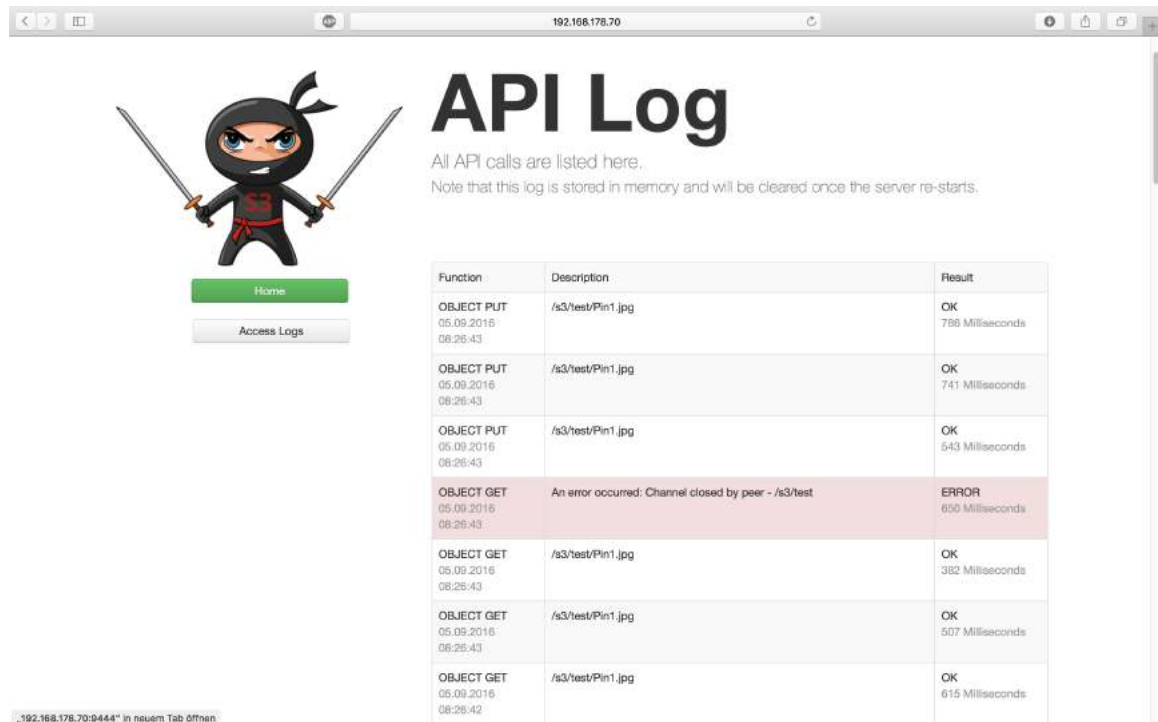 192.168.178.70
S3
API Log
All API calls are listed here.
Note that this log is stored in memory and will be cleared once the server re-starts.
Home
Access Logs
Function Description Result
OBJECT PUT /s3/test/Pin1.jpg OK
05.09.2016 786 Milliseconds
08:26:43
OBJECT PUT /s3/test/Pin1.jpg OK
05.09.2016 741 Milliseconds
08:26:43
OBJECT PUT /s3/test/Pin1.jpg OK
05.09.2016 543 Milliseconds
08:26:43
OBJECT GET An error occurred: Channel closed by peer - /s3/test ERROR
05.09.2016 650 Milliseconds
08:26:43
OBJECT GET /s3/test/Pin1.jpg OK
05.09.2016 382 Milliseconds
08:26:43
OBJECT GET /s3/test/Pin1.jpg OK
05.09.2016 507 Milliseconds
08:26:43
OBJECT GET /s3/test/Pin1.jpg OK
05.09.2016 615 Milliseconds
08:26:42
„192.168.178.70:9444“ in neuem Tab öffnen